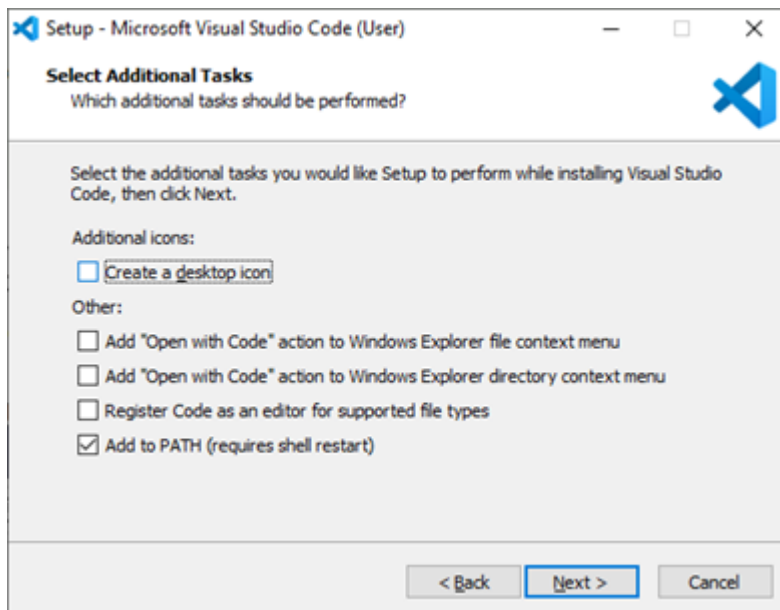 Setup - Microsoft Visual Studio Code (User)
Select Additional Tasks
Which additional tasks should be performed?
Select the additional tasks you would like Setup to perform while installing Visual Studio
Code, then click Next.
Additional icons:
Create a desktop icon
Other:
Add "Open with Code" action to Windows Explorer file context menu
Add "Open with Code" action to Windows Explorer directory context menu
Register Code as an editor for supported file types
Add to PATH (requires shell restart)
< Back Next > Cancel